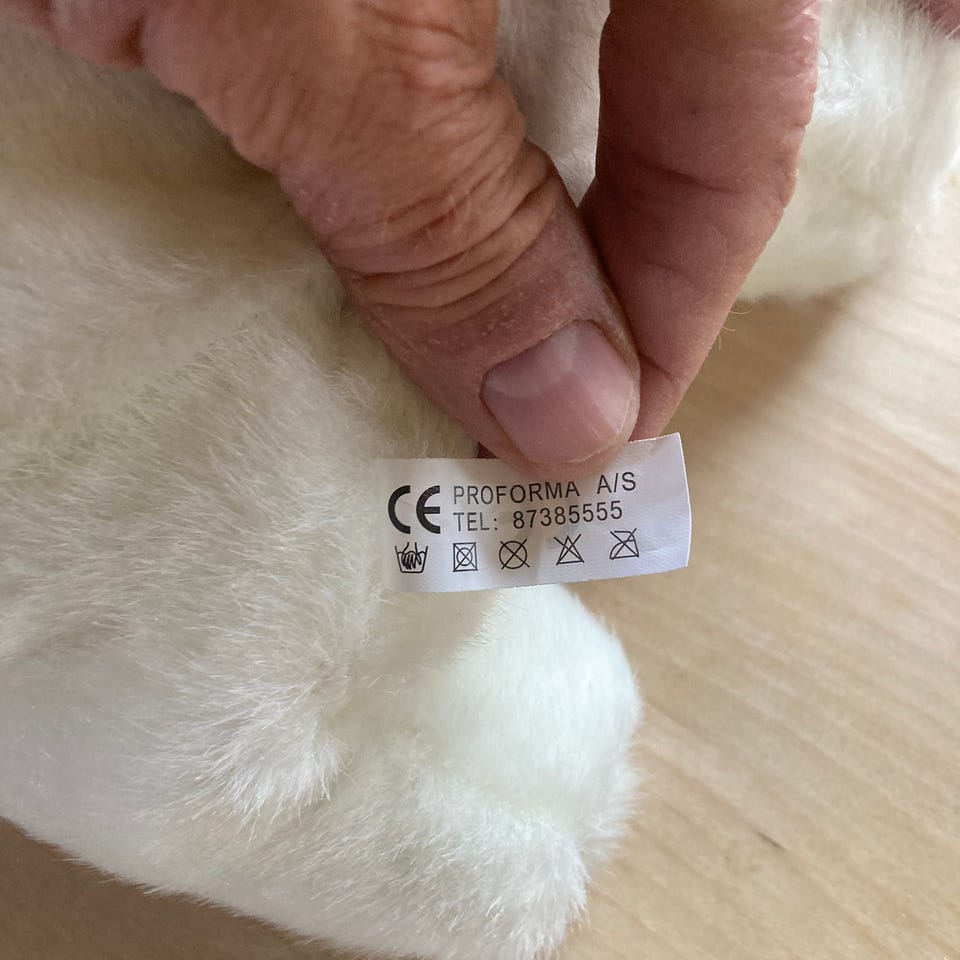 CE PROFORMA A/S
TEL: 87385555